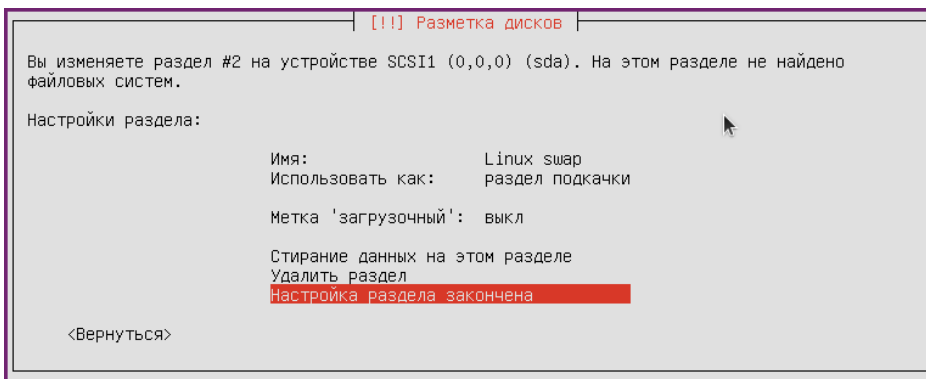 [!!] Разметка дисков
Вы изменяете раздел #2 на устройстве SCSI1 (0,0,0) (sda). На этом разделе не найдено
файловых систем.
Настройки раздела:
Имя: Linux swap
Использовать как: раздел подкачки
Метка 'загрузочный': выкл
Стирание данных на этом разделе
Удалить раздел
Настройка раздела закончена
<Вернуться>